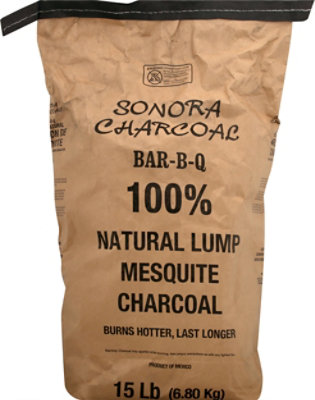 SONORA
CHARCOAL
BAR-B-Q
100%
NATURAL LUMP
MESQUITE
CHARCOAL
BURNS HOTTER, LAST LONGER
PRODUCT OF MEXICO
15 Lb (6.80 Kg)